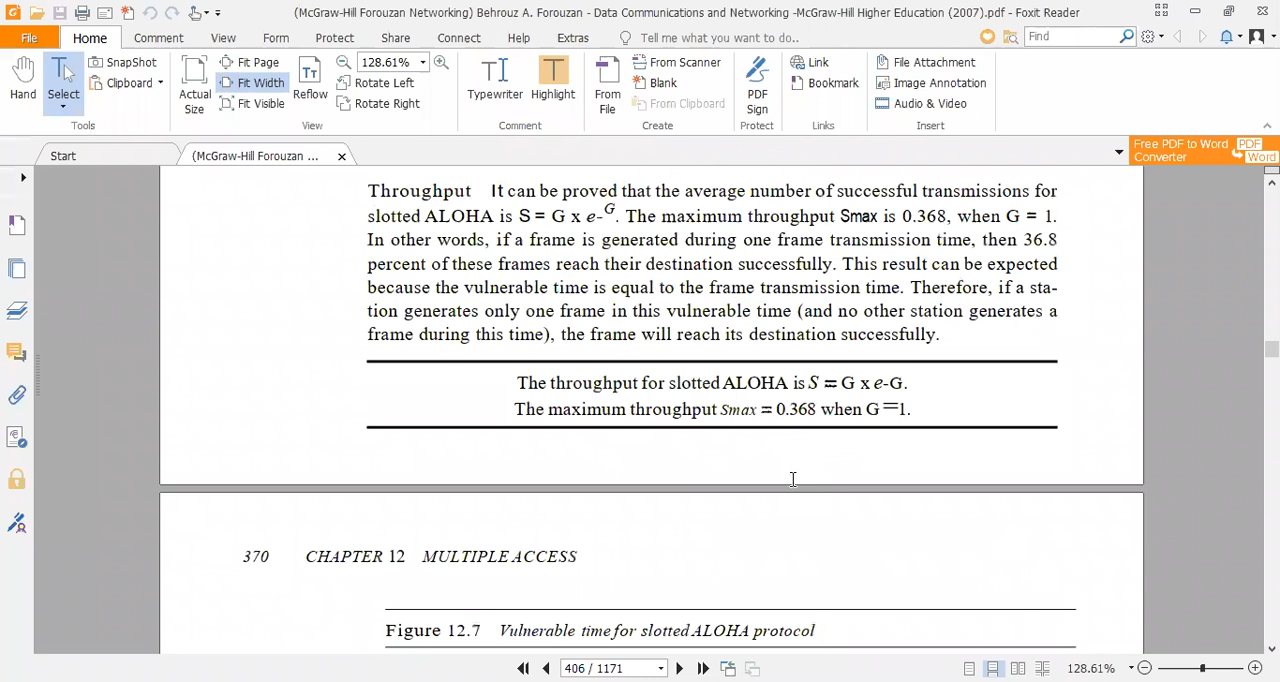 (McGraw-Hill Forouzan Networking) Behrouz A. Forouzan - Data Communications and Networking -McGraw-Hill Higher Education (2007).pdf - Foxit Reader
File Home Comment View Form Protect Share Connect Help Extras Tell me what you want to do.. Find
SnapShot Fit Page 128.61% From Scanner Link File Attachment
Clipboard Fit Width Rotate Left Blank Bookmark Image Annotation
Hand Select Actual Size Fit Visible Reflow Rotate Right Typewriter Highlight From File From Clipboard PDF Sign Audio & Video
Tools View Comment Create Protect Links Insert
Start (McGraw-Hill Forouzan ... Free PDF to Word Converter PDF Word
Throughput It can be proved that the average number of successful transmissions for
slotted ALOHA is S = G x e-G. The maximum throughput Smax is 0.368, when G = 1.
In other words, if a frame is generated during one frame transmission time, then 36.8
percent of these frames reach their destination successfully. This result can be expected
because the vulnerable time is equal to the frame transmission time. Therefore, if a sta-
tion generates only one frame in this vulnerable time (and no other station generates a
frame during this time), the frame will reach its destination successfully.
The throughput for slotted ALOHA is S = G x e-G.
The maximum throughput Smax = 0.368 when G =1.
370 CHAPTER 12 MULTIPLE ACCESS
Figure 12.7 Vulnerable time for slotted ALOHA protocol
406 / 1171 128.61%